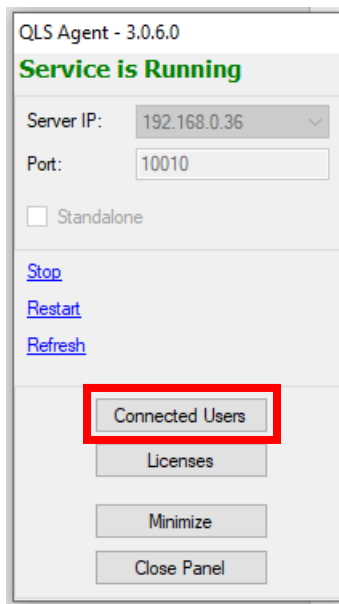 QLS Agent - 3.0.6.0
Service is Running
Server IP: 192.168.0.36
Port: 10010
Standalone
Stop
Restart
Refresh
Connected Users
Licenses
Minimize
Close Panel